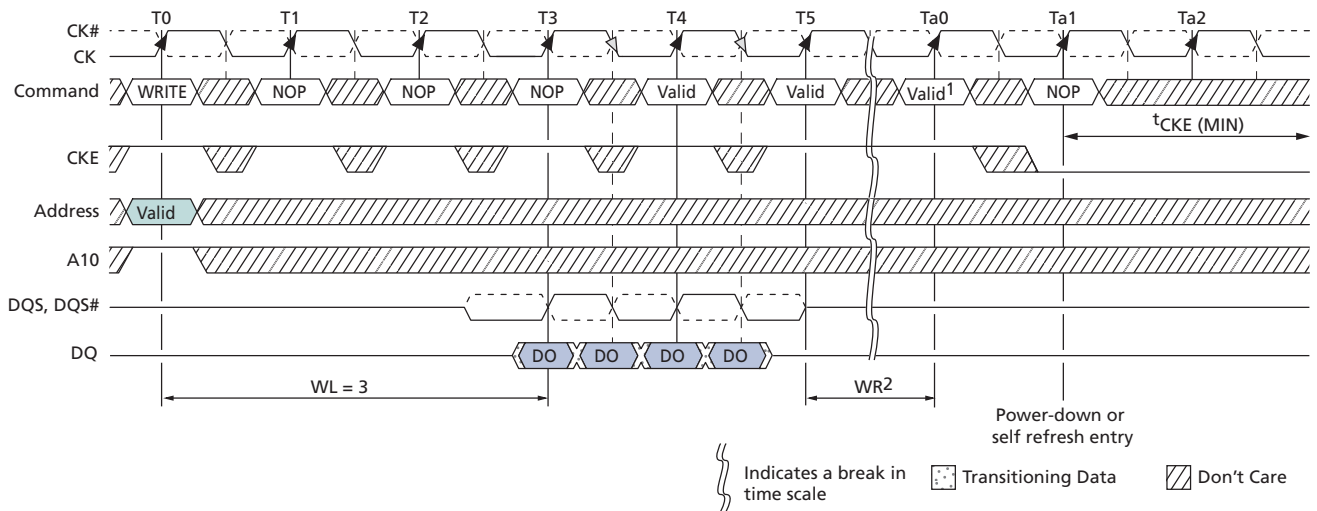 T0 T1 T2 T3 T4 T5 Ta0 Ta1 Ta2
CK#
CK
Command WRITE NOP NOP NOP Valid Valid Valid1 NOP
tCKE (MIN)
CKE
Address Valid
A10
DQS, DQS#
DQ DO DO DO DO
WL = 3 WR2
Power-down or
self refresh entry
Indicates a break in
time scale
Transitioning Data
Don't Care